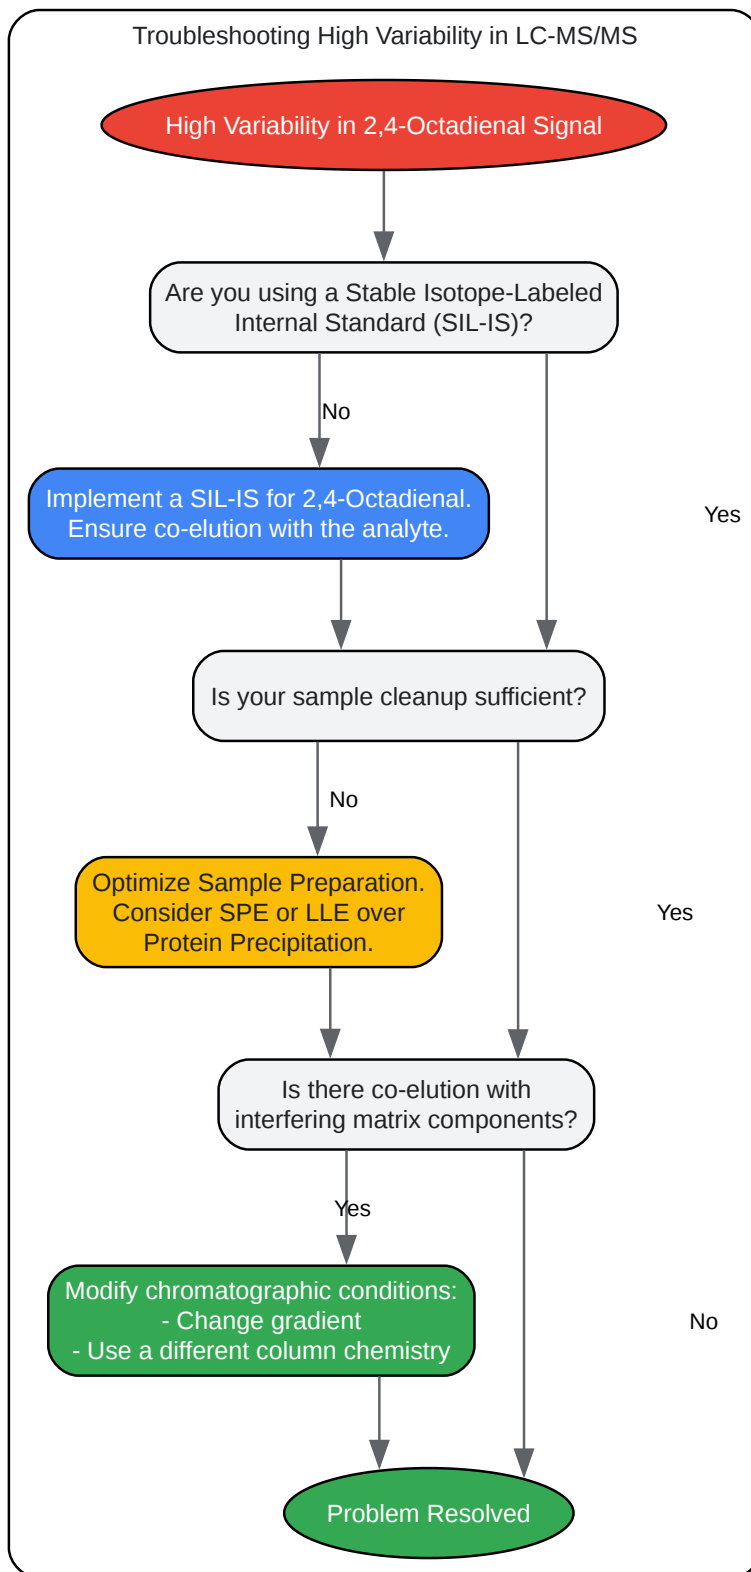 Troubleshooting High Variability in LC-MS/MS
High Variability in 2,4-Octadienal Signal
Are you using a Stable Isotope-Labeled
Internal Standard (SIL-IS)?
No
Implement a SIL-IS for 2,4-Octadienal.
Ensure co-elution with the analyte.
Yes
Is your sample cleanup sufficient?
No
Optimize Sample Preparation.
Consider SPE or LLE over
Protein Precipitation.
Yes
Is there co-elution with
interfering matrix components?
Yes
Modify chromatographic conditions:
- Change gradient
- Use a different column chemistry
No
Problem Resolved